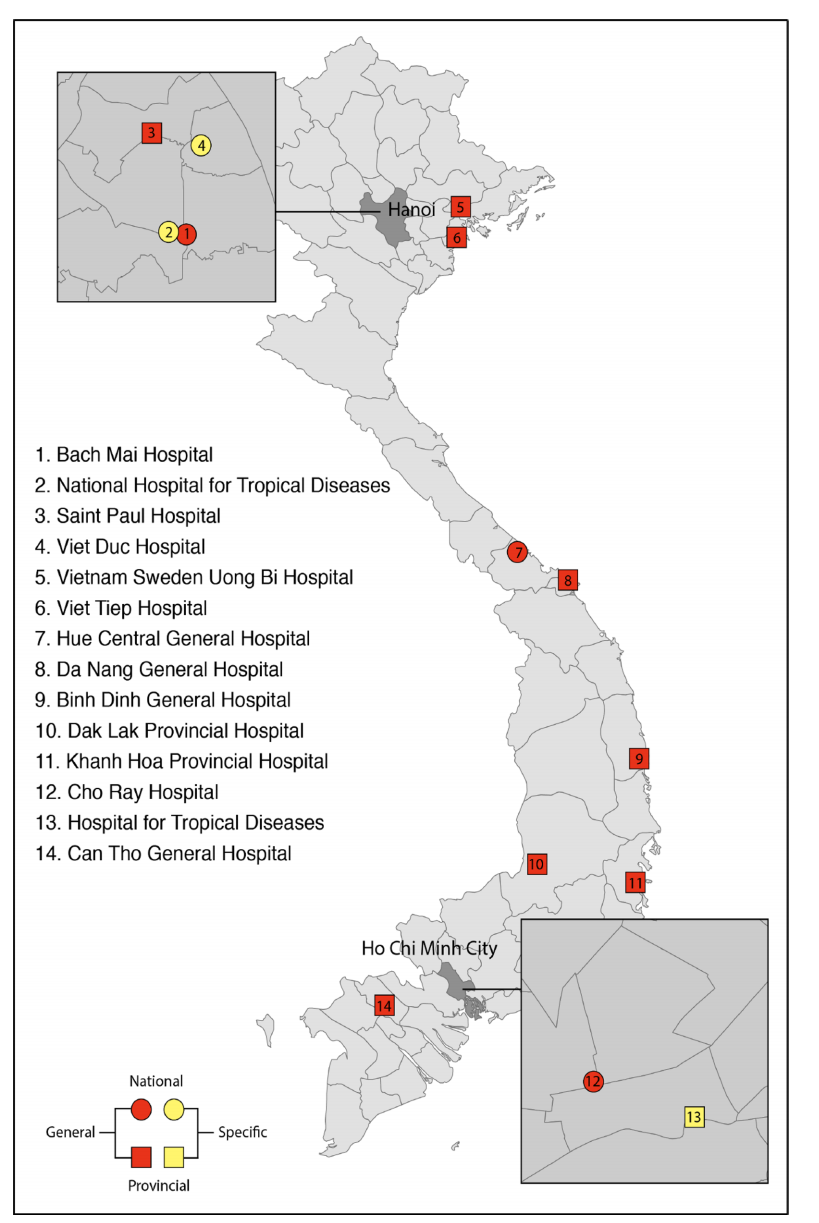 3
4
2
1
Hanoi
5
6
1. Bach Mai Hospital
2. National Hospital for Tropical Diseases
3. Saint Paul Hospital
4. Viet Duc Hospital
5. Vietnam Sweden Uong Bi Hospital
6. Viet Tiep Hospital
7. Hue Central General Hospital
8. Da Nang General Hospital
9. Binh Dinh General Hospital
10. Dak Lak Provincial Hospital
11. Khanh Hoa Provincial Hospital
12. Cho Ray Hospital
13. Hospital for Tropical Diseases
14. Can Tho General Hospital
7
8
9
10
11
Ho Chi Minh City
14
12
13
National
General
Specific
Provincial